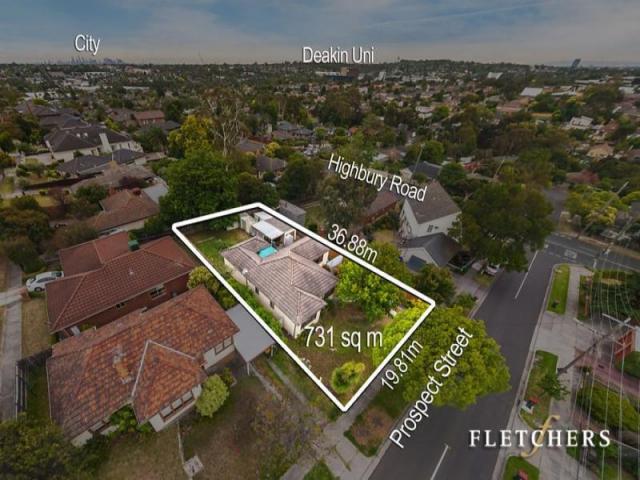 City
Deakin Uni
Highbury Road
36.88m
731 sq m
19.81m
Prospect Street
FLETCHERS
f